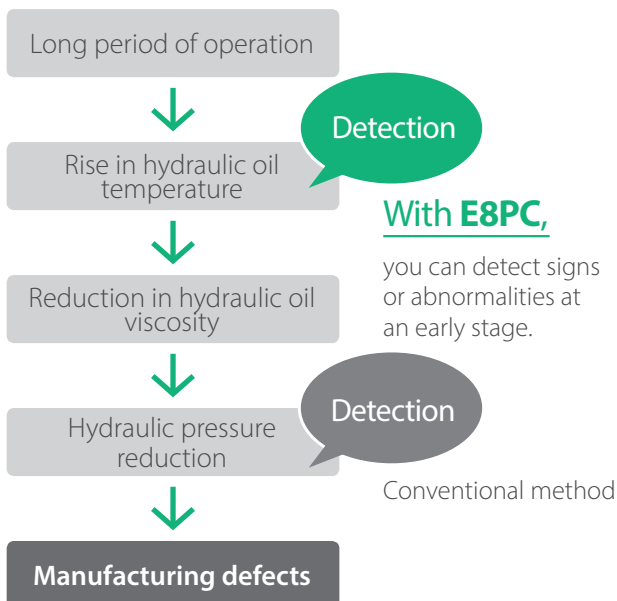 Long period of operation
Detection
Rise in hydraulic oil
temperature
With E8PC,
you can detect signs
or abnormalities at
an early stage.
Reduction in hydraulic oil
viscosity
Detection
Hydraulic pressure
reduction
Conventional method
Manufacturing defects